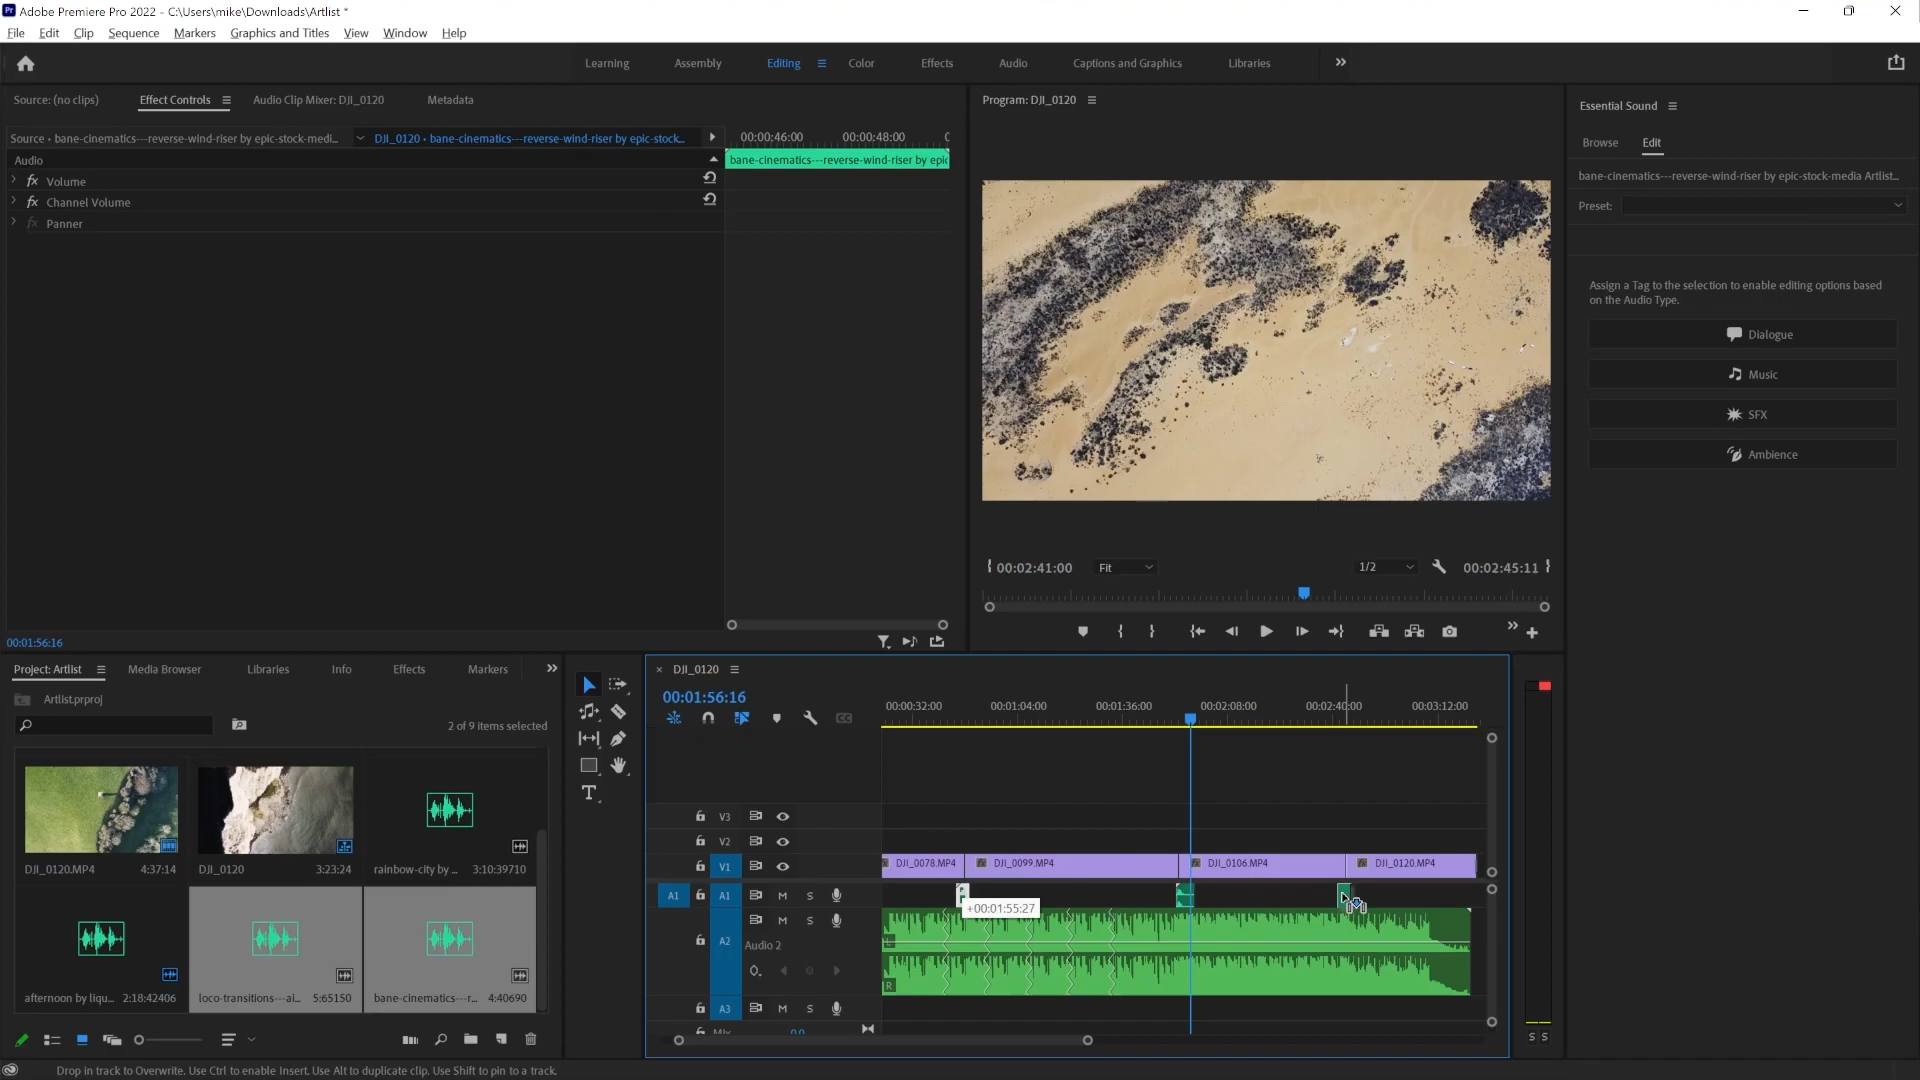 Adobe Premiere Pro 2022 - C:\Users\mike\Downloads\Artlist *
File Edit Clip Sequence Markers Graphics and Titles View Window Help
Learning Assembly Editing Color Effects Audio Captions and Graphics Libraries
Source: (no clips) Effect Controls Audio Clip Mixer: DJI_0120 Metadata
Source • bane-cinematics---reverse-wind-riser by epic-stock-medi... DJI_0120 • bane-cinematics---reverse-wind-riser by epic-stock...
00:00:46:00 00:00:48:00
Audio
bane-cinematics---reverse-wind-riser by epic
fx Volume
fx Channel Volume
fx Panner
00:01:56:16
Program: DJI_0120
00:02:41:00 Fit 1/2 00:02:45:11
Essential Sound
Browse Edit
bane-cinematics---reverse-wind-riser by epic-stock-media Artlist...
Preset:
Assign a Tag to the selection to enable editing options based
on the Audio Type.
Dialogue
Music
SFX
Ambience
Project: Artlist Media Browser Libraries Info Effects Markers
Artlist.prproj
2 of 9 items selected
DJI_0120.MP4 4:37:14
DJI_0120 3:23:24
rainbow-city by ... 3:10:39710
afternoon by liqu... 2:18:42406
loco-transitions---ai... 5:65150
bane-cinematics---r... 4:40690
DJI_0120
00:01:56:16
00:00:32:00 00:01:04:00 00:01:36:00 00:02:08:00 00:02:40:00 00:03:12:00
V3
V2
V1 DJI_0078.MP4 DJI_0099.MP4 DJI_0106.MP4 DJI_0120.MP4
A1 A1 M S
+00:01:55:27
M S
A2 Audio 2
L
R
A3 M S
Mix 0.0
S S
Drop in track to Overwrite. Use Ctrl to enable Insert. Use Alt to duplicate clip. Use Shift to pin to a track.